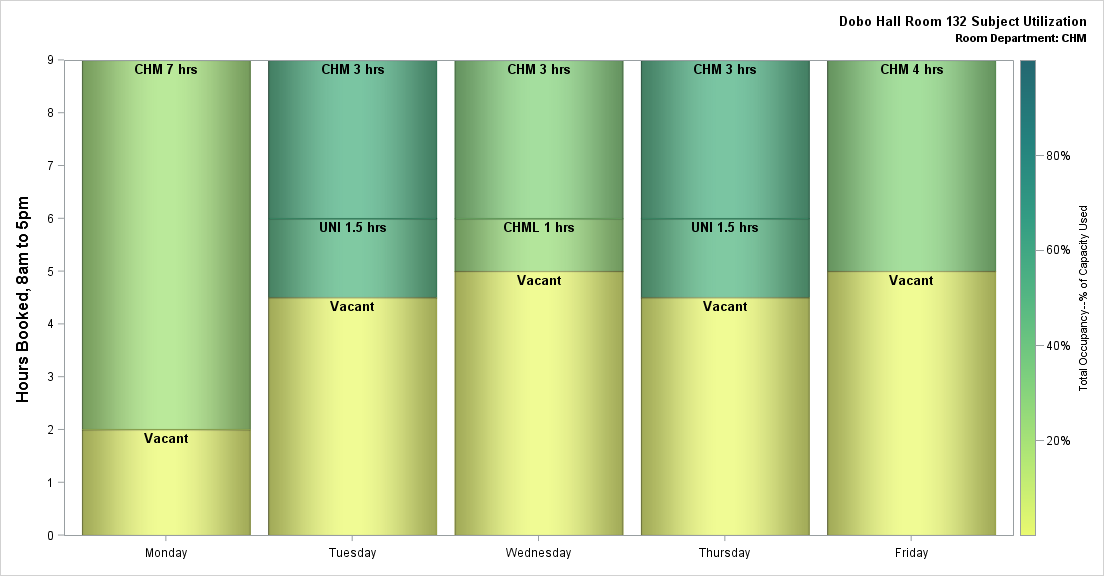 Dobo Hall Room 132 Subject Utilization
Room Department: CHM
Hours Booked, 8am to 5pm
9
8
7
6
5
4
3
2
1
0
CHM 7 hrs
Vacant
CHM 3 hrs
UNI 1.5 hrs
Vacant
CHM 3 hrs
CHML 1 hrs
Vacant
CHM 3 hrs
UNI 1.5 hrs
Vacant
CHM 4 hrs
Vacant
Monday
Tuesday
Wednesday
Thursday
Friday
80%
60%
40%
20%
Total Occupancy--% of Capacity Used